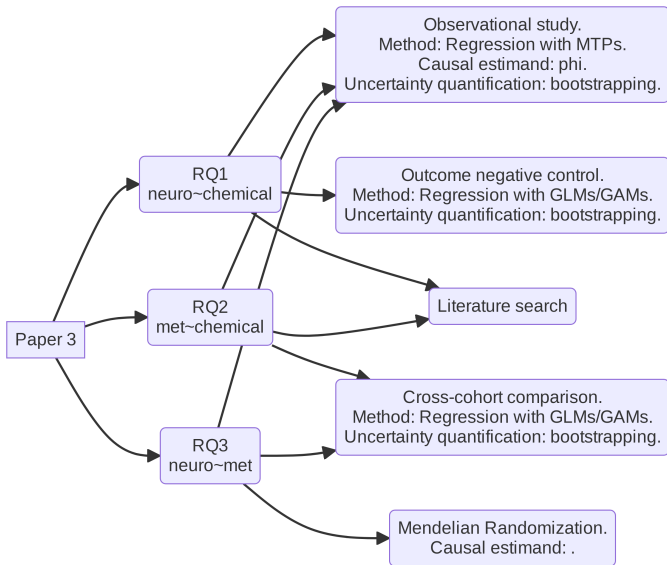 Observational study.
Method: Regression with MTPs.
Causal estimand: phi.
Uncertainty quantification: bootstrapping.
RQ1
neuro~chemical
Outcome negative control.
Method: Regression with GLMs/GAMs.
Uncertainty quantification: bootstrapping.
RQ2
met~chemical
Literature search
Paper 3
Cross-cohort comparison.
Method: Regression with GLMs/GAMs.
Uncertainty quantification: bootstrapping.
RQ3
neuro~met
Mendelian Randomization.
Causal estimand: .